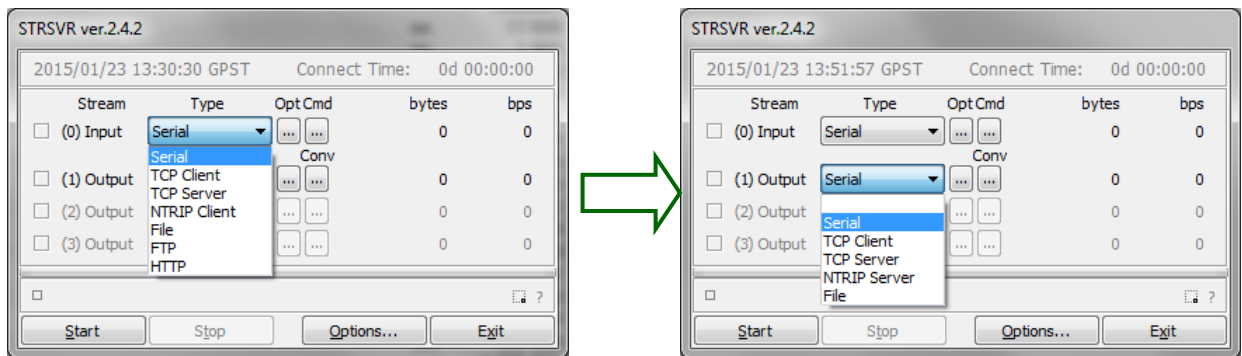 STRSVR ver.2.4.2
2015/01/23 13:30:30 GPST Connect Time: 0d 00:00:00
Stream Type Opt Cmd bytes bps
(0) Input Serial ... ... 0 0
Serial Conv
TCP Client
(1) Output ... ... 0 0
TCP Server
(2) Output NTRIP Client ... ... 0 0
File
(3) Output FTP ... ... 0 0
HTTP
?
Start Stop Options... Exit
STRSVR ver.2.4.2
2015/01/23 13:51:57 GPST Connect Time: 0d 00:00:00
Stream Type Opt Cmd bytes bps
(0) Input Serial ... ... 0 0
Conv
(1) Output Serial ... ... 0 0
(2) Output ... ... 0 0
Serial
(3) Output TCP Client ... ... 0 0
TCP Server
NTRIP Server
File ?
Start Stop Options... Exit